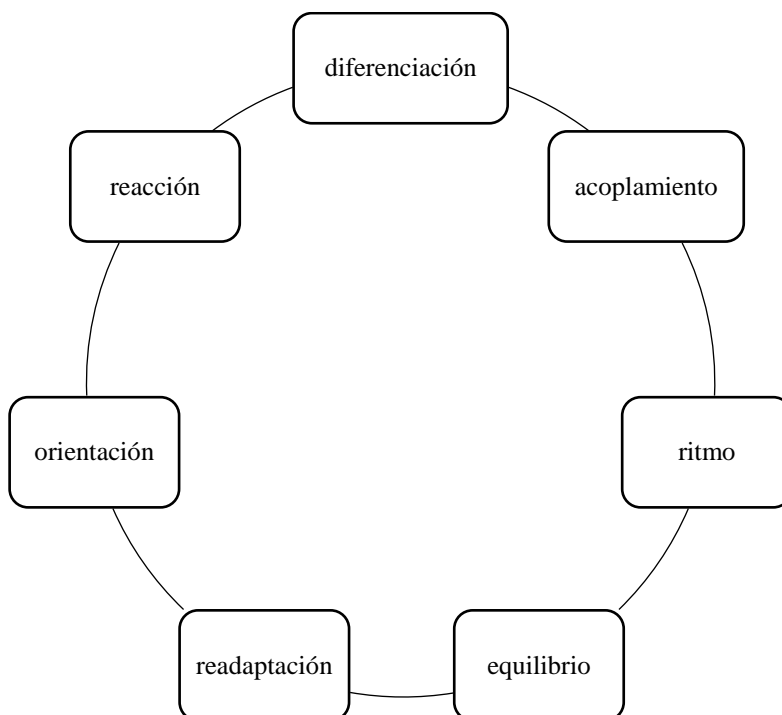 diferenciación
acoplamiento
ritmo
equilibrio
readaptación
orientación
reacción